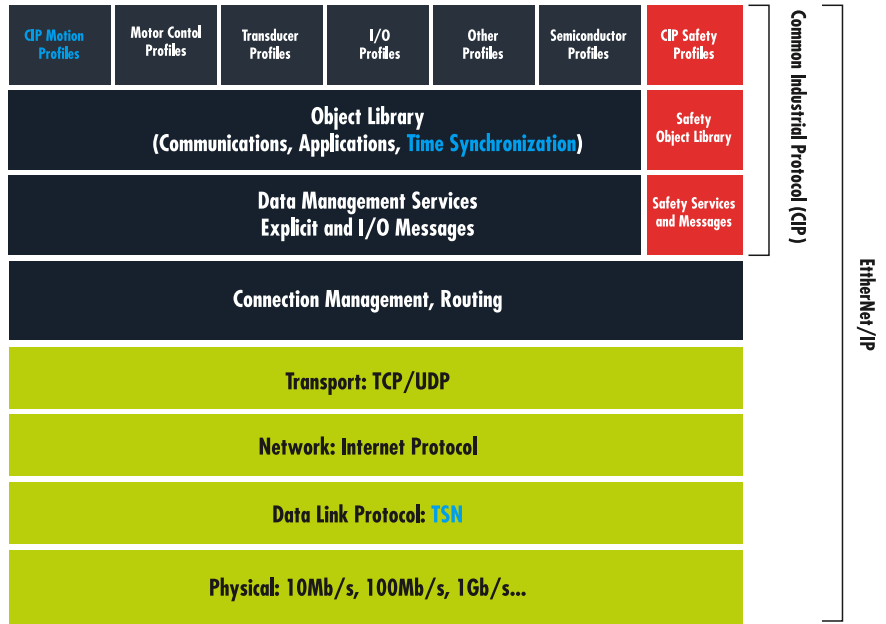 CIP Motion
Profiles
Motor Contol
Profiles
Transducer
Profiles
I/O
Profiles
Other
Profiles
Semiconductor
Profiles
CIP Safety
Profiles
Object Library
(Communications, Applications, Time Synchronization)
Safety
Object Library
Data Management Services
Explicit and I/O Messages
Safety Services
and Messages
Common Industrial Protocol (CIP)
Connection Management, Routing
Transport: TCP/UDP
Network: Internet Protocol
Data Link Protocol: TSN
Physical: 10Mb/s, 100Mb/s, 1Gb/s...
EttherNet/IP